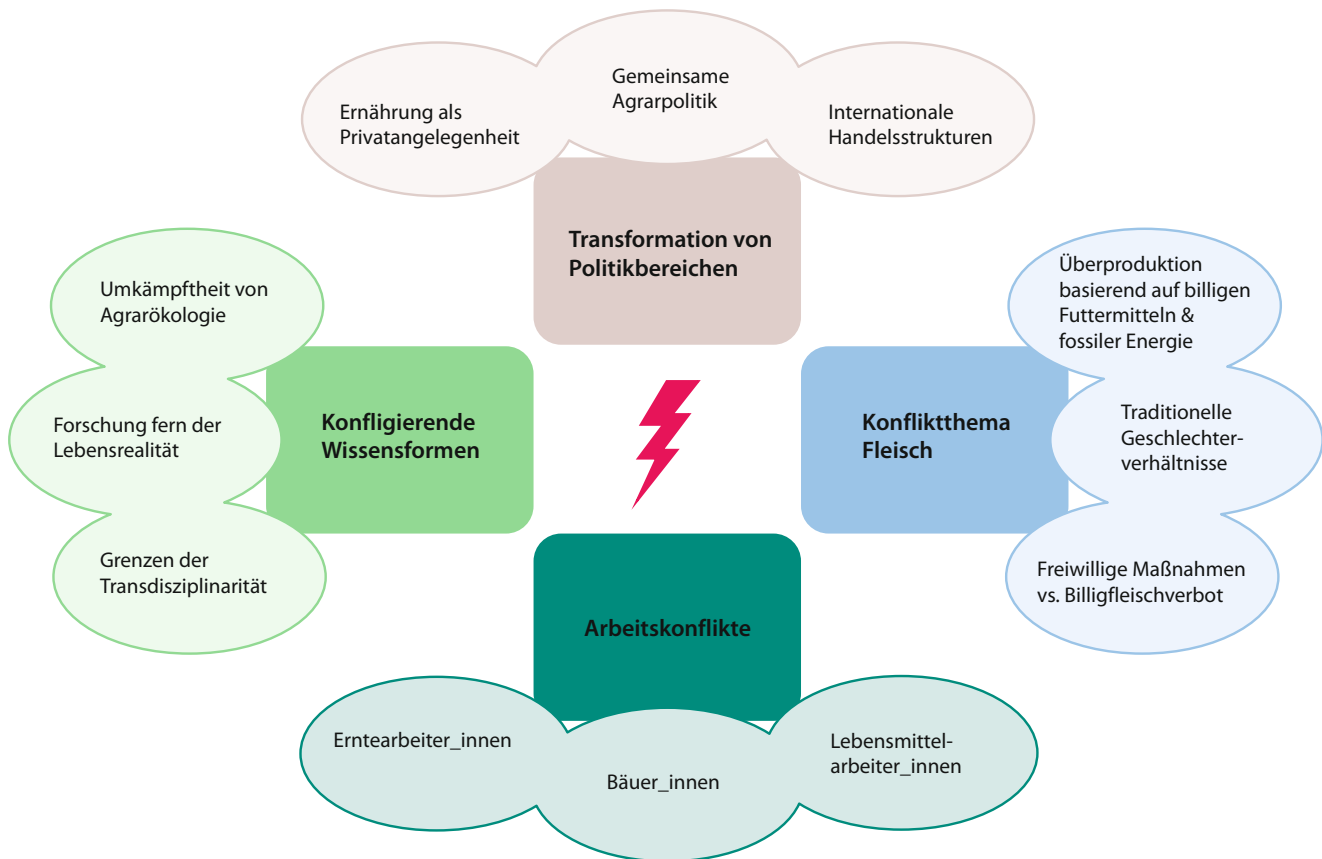 Gemeinsame
Agrarpolitik
Ernährung als
Privatangelegenheit
Internationale
Handelsstrukturen
Transformation von
Politikbereichen
Umkämpftheit von
Agrarökologie
Forschung fern der
Lebensrealität
Grenzen der
Transdisziplinarität
Konfligierende
Wissensformen
Konfliktthema
Fleisch
Überproduktion
basierend auf billigen
Futtermitteln &
fossiler Energie
Traditionelle
Geschlechter-
verhältnisse
Freiwillige Maßnahmen
vs. Billigfleischverbot
Arbeitskonflikte
Erntearbeiter_innen
Bäuer_innen
Lebensmittel-
arbeiter_innen